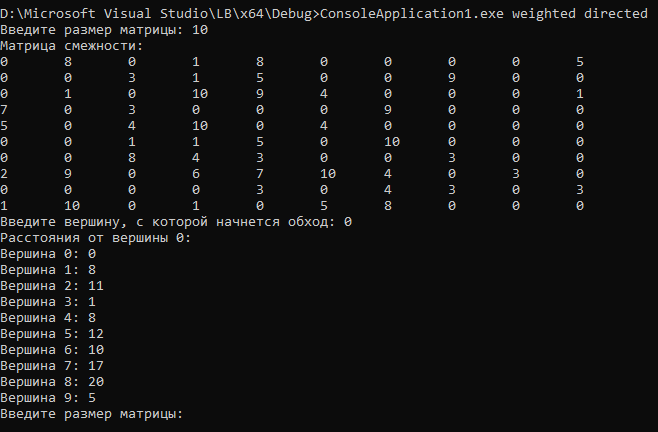 D:\Microsoft Visual Studio\LB\x64\Debug>ConsoleApplication1.exe weighted directed
Введите размер матрицы: 10
Матрица смежности:
0 8 0 1 8 0 0 0 0 5
0 0 3 1 5 0 0 9 0 0
0 1 0 10 9 4 0 0 0 1
7 0 3 0 0 0 9 0 0 0
5 0 4 10 0 4 0 0 0 0
0 0 1 1 5 0 10 0 0 0
0 0 8 4 3 0 0 3 0 0
2 9 0 6 7 10 4 0 3 0
0 0 0 0 3 0 4 3 0 3
1 10 0 1 0 5 8 0 0 0
Введите вершину, с которой начнется обход: 0
Расстояния от вершины 0:
Вершина 0: 0
Вершина 1: 8
Вершина 2: 11
Вершина 3: 1
Вершина 4: 8
Вершина 5: 12
Вершина 6: 10
Вершина 7: 17
Вершина 8: 20
Вершина 9: 5
Введите размер матрицы: